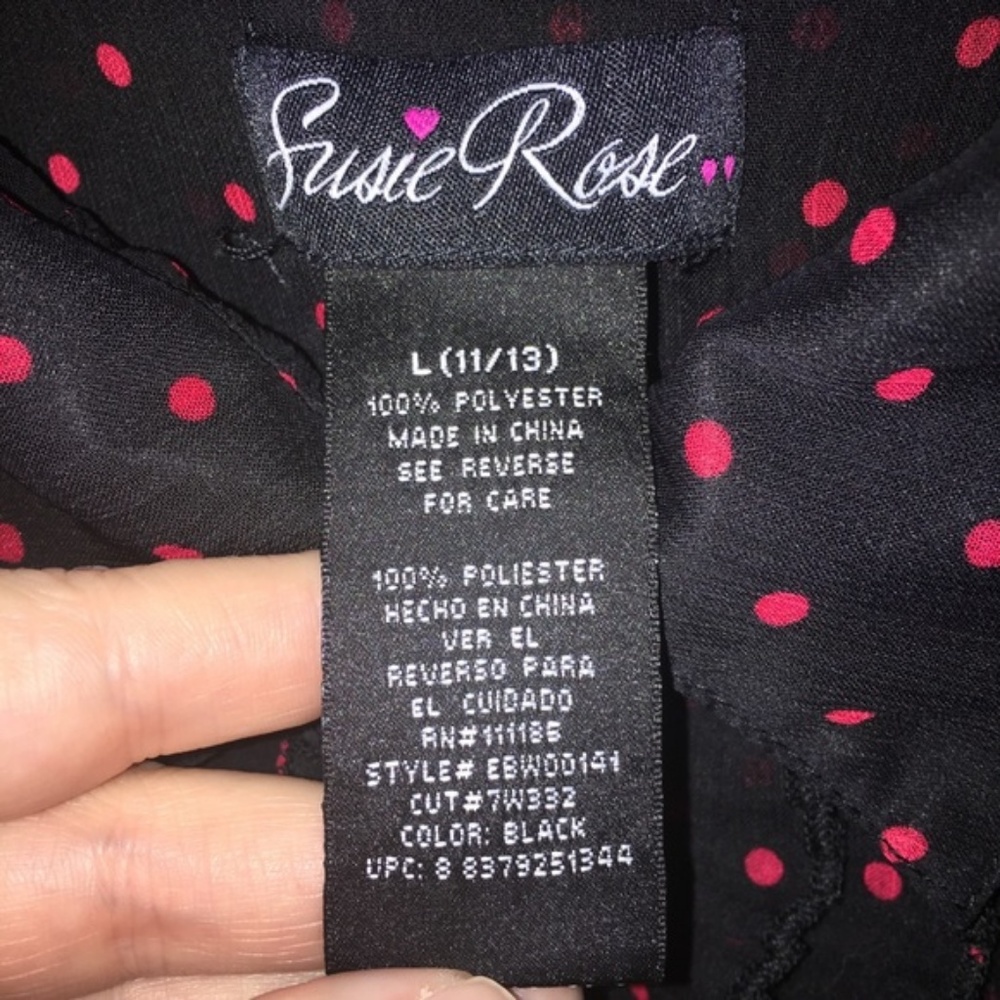 Susie Rose
L (11/13)
100% POLYESTER
MADE IN CHINA
SEE REVERSE
FOR CARE
100% POLIESTER
HECHO EN CHINA
VER EL
REVERSO PARA
EL CUIDADO
RN#111185
STYLE# EBW00141
CUT#7W332
COLOR: BLACK
UPC: 8 8379251344